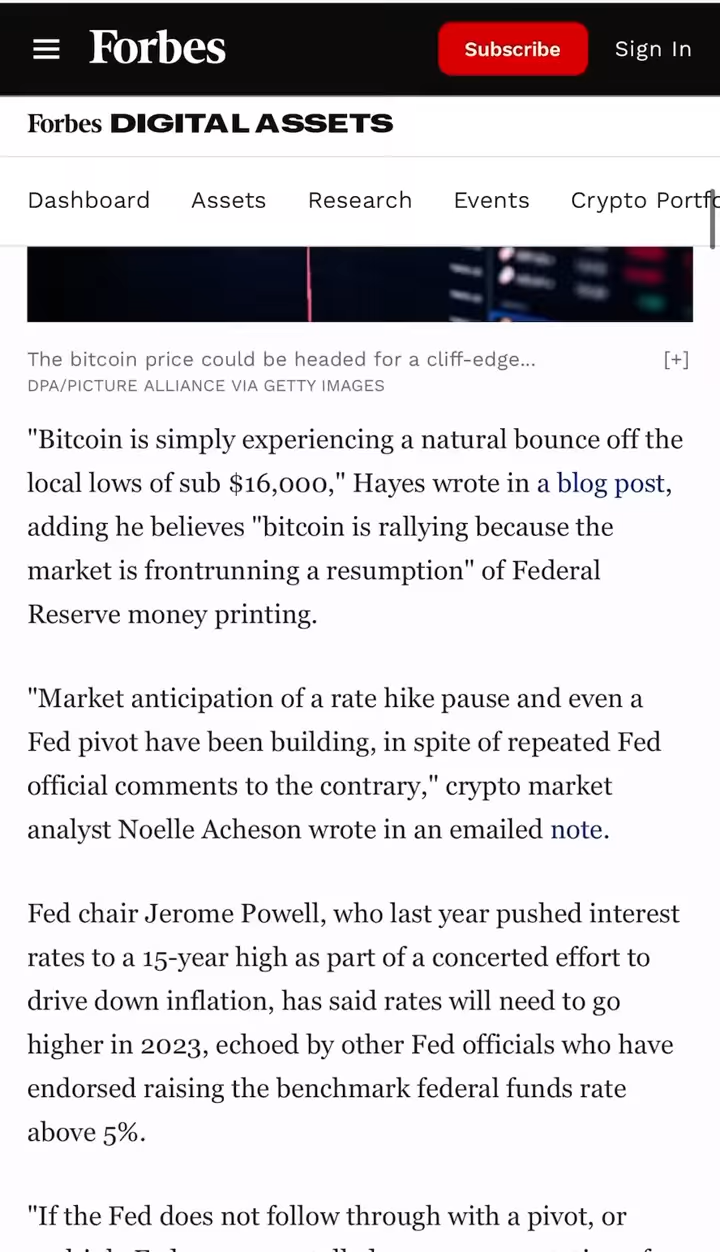 Forbes
Subscribe
Sign In
Forbes DIGITAL ASSETS
Dashboard Assets Research Events Crypto Portfo
The bitcoin price could be headed for a cliff-edge... [+]
DPA/PICTURE ALLIANCE VIA GETTY IMAGES
"Bitcoin is simply experiencing a natural bounce off the
local lows of sub $16,000," Hayes wrote in a blog post,
adding he believes "bitcoin is rallying because the
market is frontrunning a resumption" of Federal
Reserve money printing.
"Market anticipation of a rate hike pause and even a
Fed pivot have been building, in spite of repeated Fed
official comments to the contrary," crypto market
analyst Noelle Acheson wrote in an emailed note.
Fed chair Jerome Powell, who last year pushed interest
rates to a 15-year high as part of a concerted effort to
drive down inflation, has said rates will need to go
higher in 2023, echoed by other Fed officials who have
endorsed raising the benchmark federal funds rate
above 5%.
"If the Fed does not follow through with a pivot, or